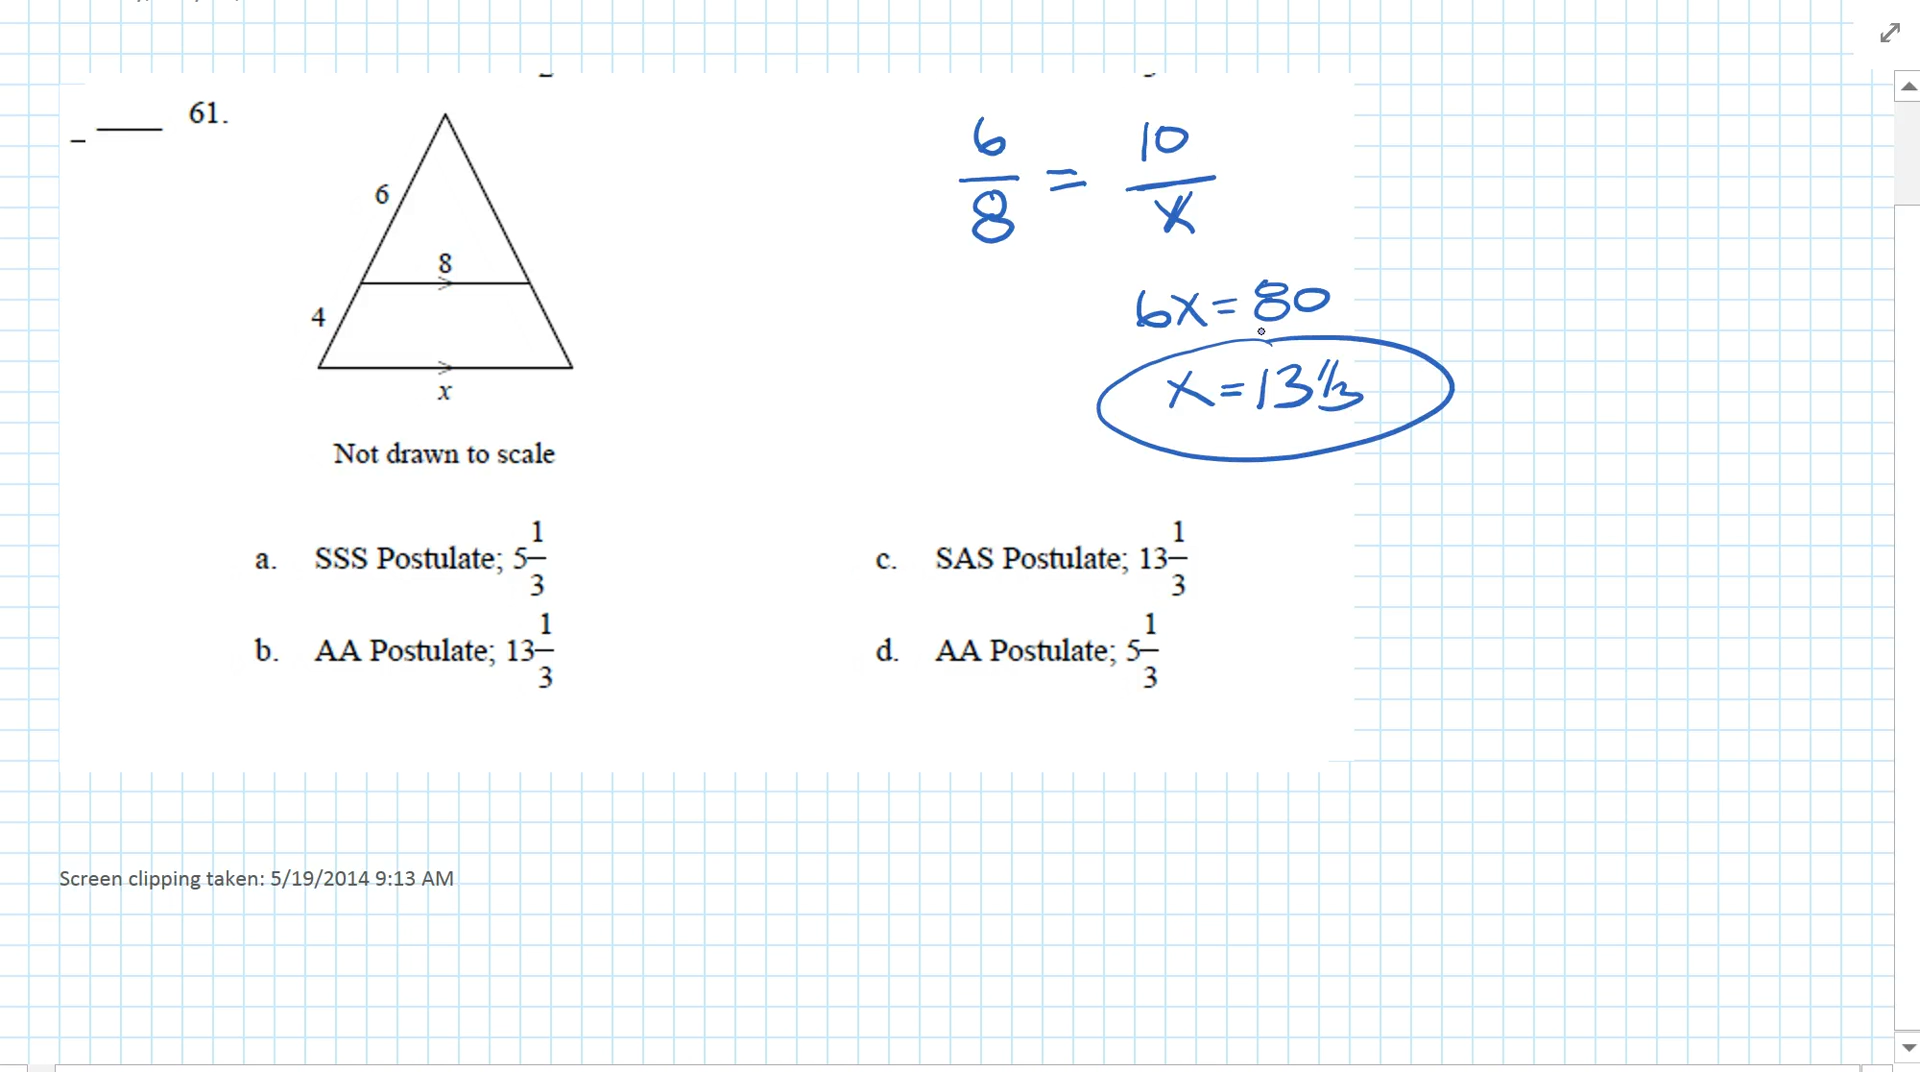 61.
6
8
4
x
Not drawn to scale
6/8 = 10/x
6x = 80
x = 13 1/3
a. SSS Postulate; 5 1/3
b. AA Postulate; 13 1/3
c. SAS Postulate; 13 1/3
d. AA Postulate; 5 1/3
Screen clipping taken: 5/19/2014 9:13 AM